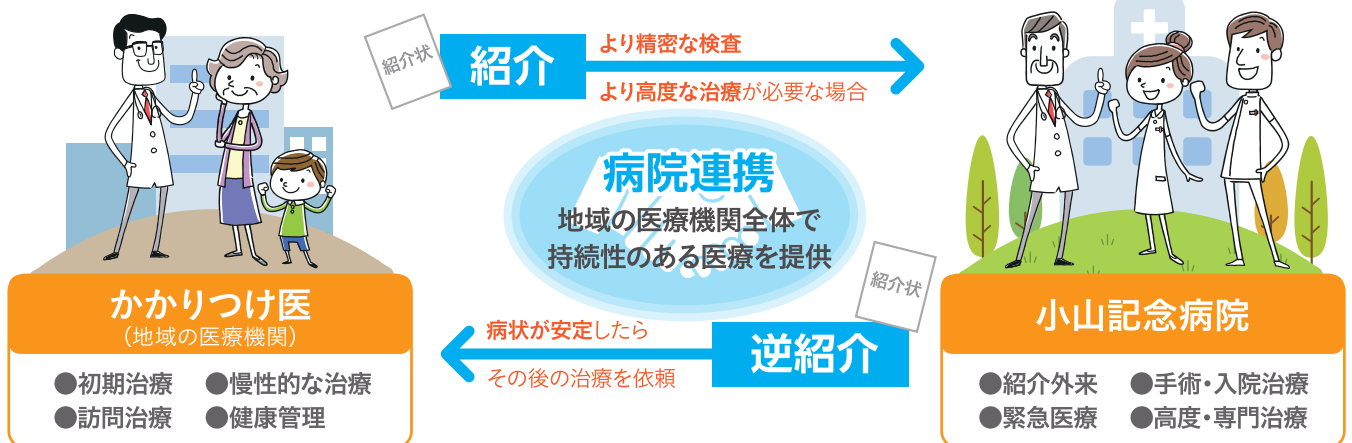 紹介状
紹介
より精密な検査
より高度な治療が必要な場合
病院連携
地域の医療機関全体で
持続性のある医療を提供
紹介状
逆紹介
病状が安定したら
その後の治療を依頼
かかりつけ医
(地域の医療機関)
●初期治療 ●慢性的な治療
●訪問治療 ●健康管理
小山記念病院
●紹介外来 ●手術・入院治療
●緊急医療 ●高度・専門治療